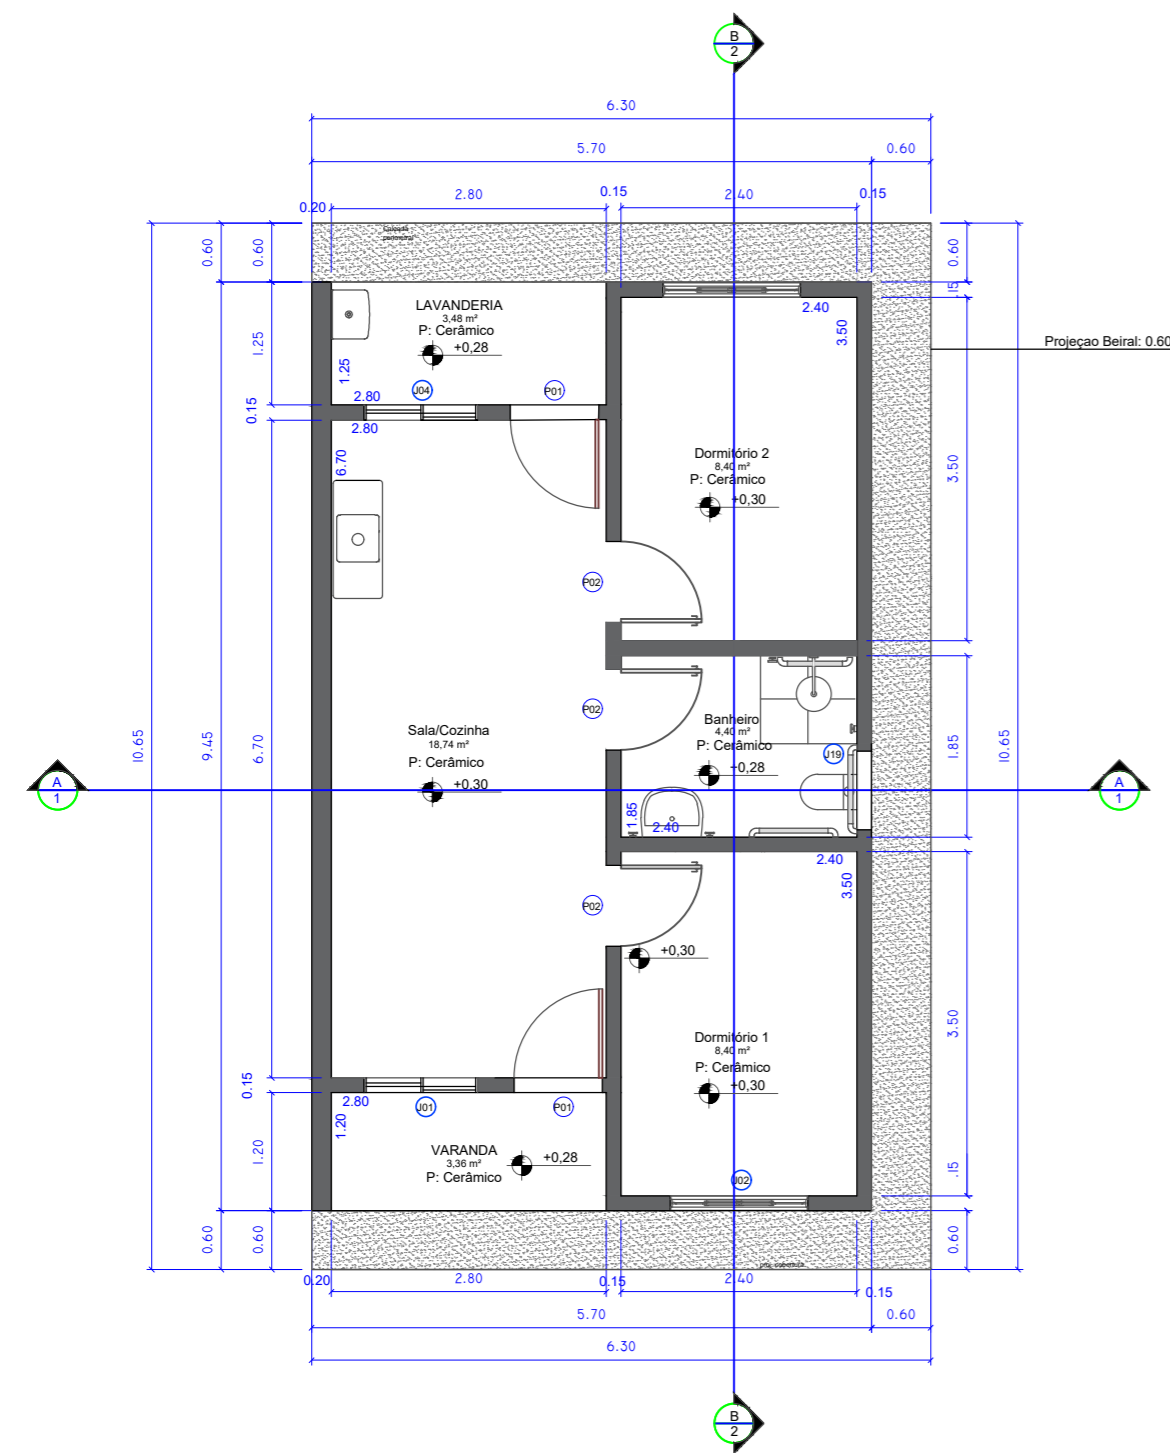 B
2
6.30
5.70
0.60
0.20
2.80
0.15
2.40
0.15
0.60
0.60
0.60
.15
LAVANDERIA
3,48 m²
P: Cerâmico
+0,28
1.25
1.25
2.80
J04
P01
2.40
3.50
Projeçao Beiral: 0.60
0.15
2.80
6.70
Dormitório 2
8,40 m²
P: Cerâmico
+0,30
3.50
P02
P02
Sala/Cozinha
18,74 m²
P: Cerâmico
+0,30
Banheiro
4,40 m²
P: Cerâmico
+0,28
J19
1.85
2.40
1.85
10.65
9.45
6.70
10.65
A
1
A
1
2.40
3.50
P02
+0,30
Dormitório 1
8,40 m²
P: Cerâmico
+0,30
3.50
0.15
2.80
J01
P01
1.20
1.20
VARANDA
3,36 m²
P: Cerâmico
+0,28
J02
.15
0.60
0.60
0.60
0.20
2.80
0.15
2.40
0.15
5.70
0.60
6.30
B
2